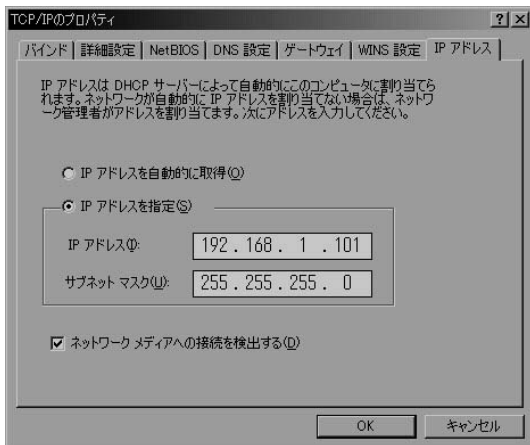 TCP/IPのプロパティ
バインド 詳細設定 NetBIOS DNS 設定 ゲートウェイ WINS 設定 IP アドレス
IP アドレスは DHCP サーバーによって自動的にこのコンピュータに割り当てら
れます。ネットワークが自動的に IP アドレスを割り当てない場合は、ネットワ
ーク管理者がアドレスを割り当てます。次にアドレスを入力してください。
IP アドレスを自動的に取得(O)
IP アドレスを指定(S)
IP アドレス(I): 192 . 168 . 1 . 101
サブネット マスク(U): 255 . 255 . 255 . 0
ネットワーク メディアへの接続を検出する(D)
OK キャンセル